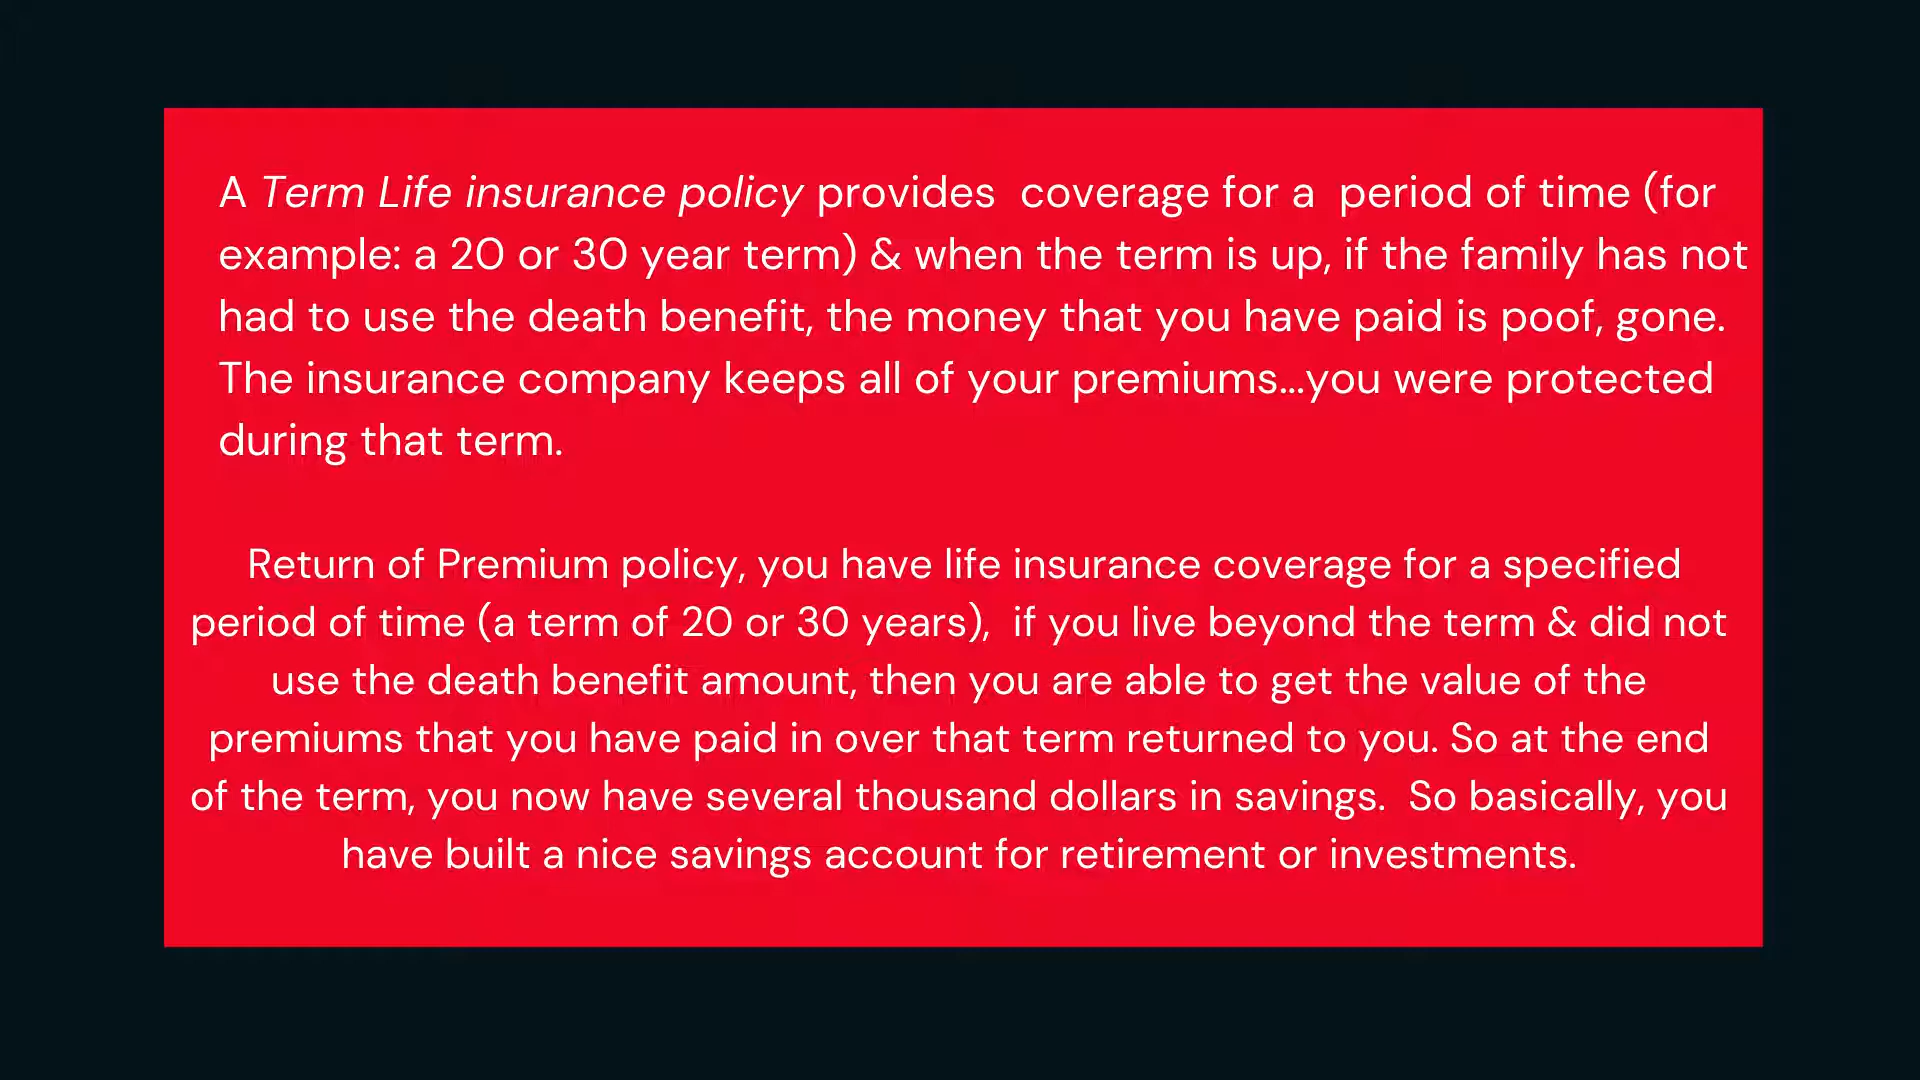 A Term Life insurance policy provides  coverage for a  period of time (for
example: a 20 or 30 year term) & when the term is up, if the family has not
had to use the death benefit, the money that you have paid is poof, gone.
The insurance company keeps all of your premiums...you were protected
during that term.
Return of Premium policy, you have life insurance coverage for a specified
period of time (a term of 20 or 30 years),  if you live beyond the term & did not
use the death benefit amount, then you are able to get the value of the
premiums that you have paid in over that term returned to you. So at the end
of the term, you now have several thousand dollars in savings.  So basically, you
have built a nice savings account for retirement or investments.